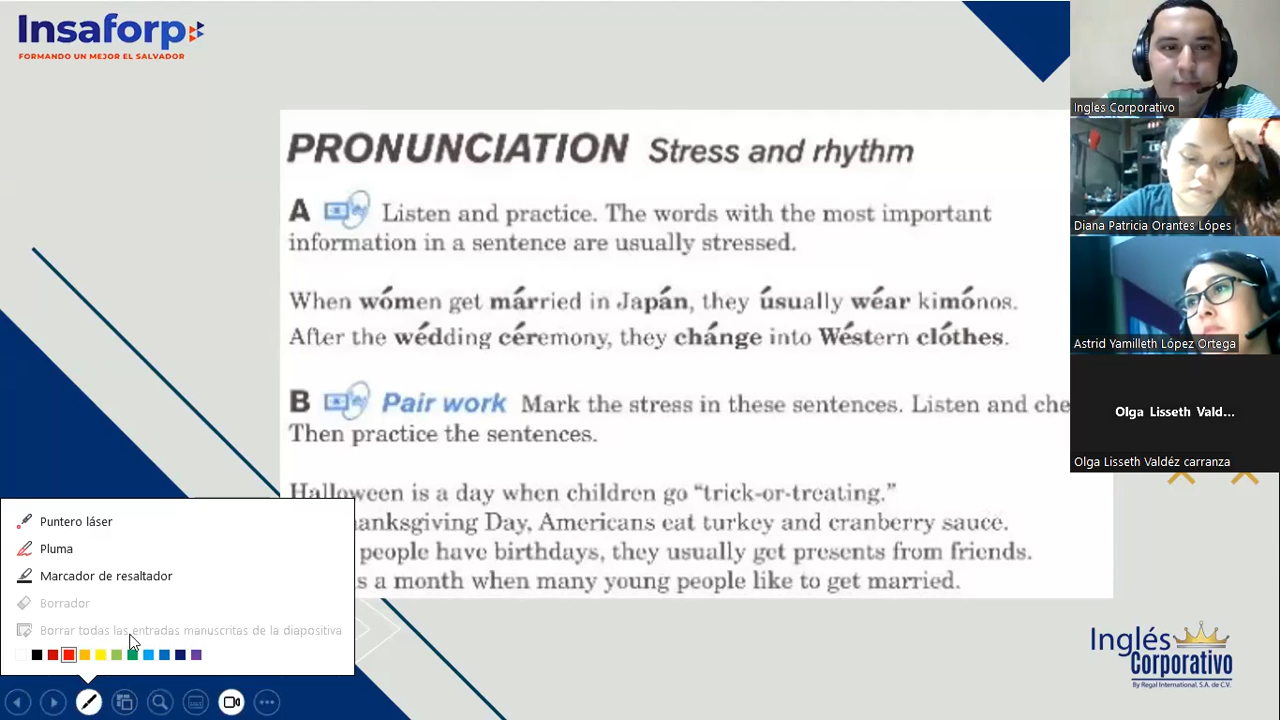 Insaforp
FORMANDO UN MEJOR EL SALVADOR
PRONUNCIATION Stress and rhythm
A Listen and practice. The words with the most important
information in a sentence are usually stressed.
When wómen get márried in Japán, they úsually wéar kimónos.
After the wédding céremony, they chánge into Wéstern clóthes.
B Pair work Mark the stress in these sentences. Listen and che
Then practice the sentences.
Halloween is a day when children go “trick-or-treating.”
anksgiving Day, Americans eat turkey and cranberry sauce.
people have birthdays, they usually get presents from friends.
s a month when many young people like to get married.
Puntero láser
Pluma
Marcador de resaltador
Borrador
Borrar todas las entradas manuscritas de la diapositiva
Ingles Corporativo
Diana Patricia Orantes Lópes
Astrid Yamilleth López Ortega
Olga Lisseth Vald...
Olga Lisseth Valdéz carranza
Inglés
Corporativo
By Regal International, S.A. de C.V.